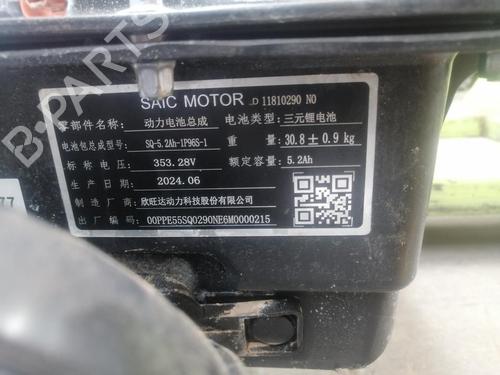 SAIC MOTOR D 11810290 NO
零部件名称: 动力电池总成 电池类型: 三元锂电池
电池包总成型号: SQ-5.2Ah-1P96S-1 重 量: 30.8±0.9 kg
标 称 电 压: 353.28V 额定容量: 5.2Ah
生 产 日 期: 2024.06
制 造 厂 商: 欣旺达动力科技股份有限公司
出 厂 编 号: 00PPE55SQ0290NE6M0000215
B-PARTS